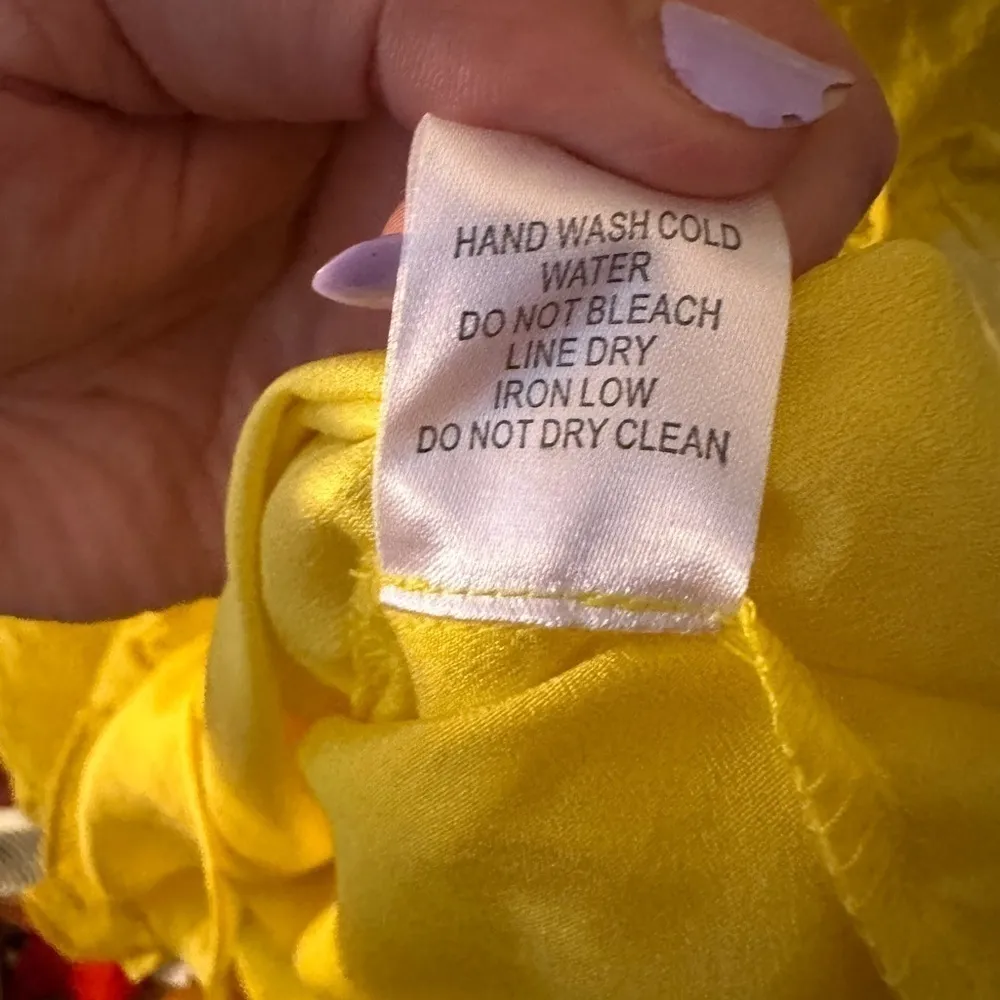 HAND WASH COLD
WATER
DO NOT BLEACH
LINE DRY
IRON LOW
DO NOT DRY CLEAN